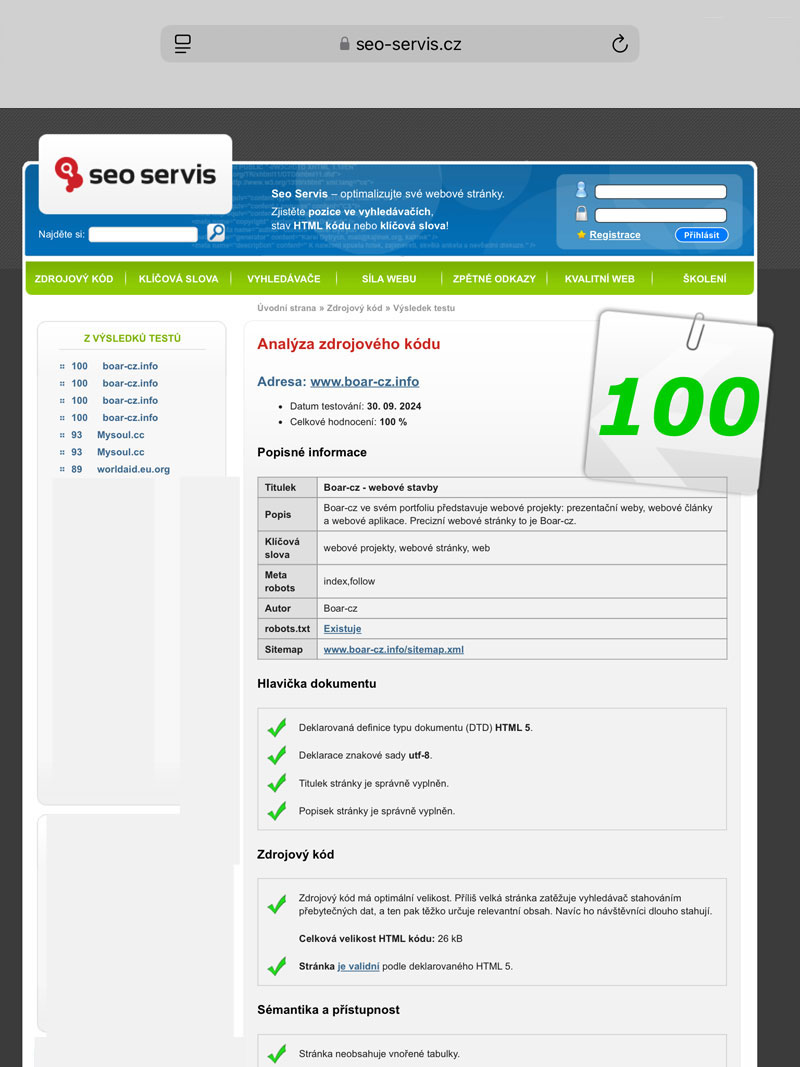 seo-servis.cz
seo servis
Seo Servis – optimalizujte své webové stránky.
Zjistěte pozice ve vyhledávačích,
stav HTML kódu nebo klíčová slova!
Najděte si:
Registrace
Přihlásit
ZDROJOVÝ KÓD
KLÍČOVÁ SLOVA
VYHLEDÁVAČE
SÍLA WEBU
ZPĚTNÉ ODKAZY
KVALITNÍ WEB
ŠKOLENÍ
Úvodní strana » Zdrojový kód » Výsledek testu
Z VÝSLEDKŮ TESTŮ
100 boar-cz.info
100 boar-cz.info
100 boar-cz.info
100 boar-cz.info
93 Mysoul.cc
93 Mysoul.cc
89 worldaid.eu.org
Analýza zdrojového kódu
100
Adresa: www.boar-cz.info
Datum testování: 30. 09. 2024
Celkové hodnocení: 100 %
Popisné informace
Titulek Boar-cz - webové stavby
Popis Boar-cz ve svém portfoliu představuje webové projekty: prezentační weby, webové články
a webové aplikace. Precizní webové stránky to je Boar-cz.
Klíčová
slova webové projekty, webové stránky, web
Meta
robots index,follow
Autor Boar-cz
robots.txt Existuje
Sitemap www.boar-cz.info/sitemap.xml
Hlavička dokumentu
Deklarovaná definice typu dokumentu (DTD) HTML 5.
Deklarace znakové sady utf-8.
Titulek stránky je správně vyplněn.
Popisek stránky je správně vyplněn.
Zdrojový kód
Zdrojový kód má optimální velikost. Příliš velká stránka zatěžuje vyhledávač stahováním
přebytečných dat, a ten pak těžko určuje relevantní obsah. Navíc ho návštěvníci dlouho stahují.
Celková velikost HTML kódu: 26 kB
Stránka je validní podle deklarovaného HTML 5.
Sémantika a přístupnost
Stránka neobsahuje vnořené tabulky.